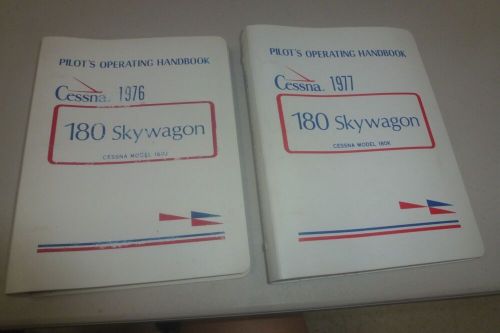 PILOT'S OPERATING HANDBOOK
Cessna. 1976
180 Skywagon
CESSNA MODEL 180J
PILOT'S OPERATING HANDBOOK
Cessna. 1977
180 Skywagon
CESSNA MODEL 180K